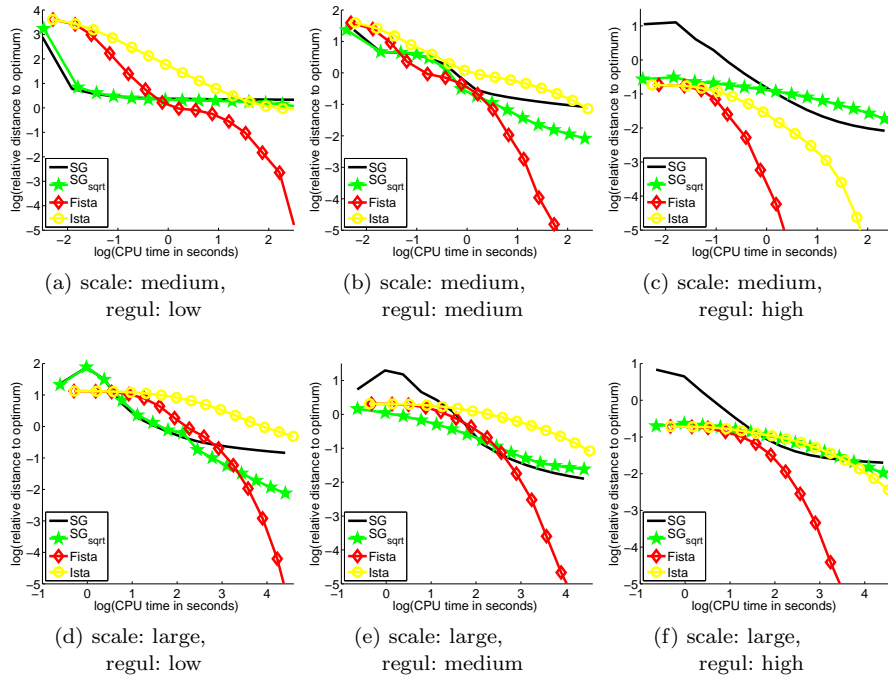 log(relative distance to optimum)
4
3
2
1
0
−1
−2
−3
−4
−5
SG
SG_sqrt
Fista
Ista
−2 −1 0 1 2
log(CPU time in seconds)
(a) scale: medium,
regul: low
log(relative distance to optimum)
2
1
0
−1
−2
−3
−4
−5
SG
SG_sqrt
Fista
Ista
−2 −1 0 1 2
log(CPU time in seconds)
(b) scale: medium,
regul: medium
log(relative distance to optimum)
1
0
−1
−2
−3
−4
−5
SG
SG_sqrt
Fista
Ista
−2 −1 0 1 2
log(CPU time in seconds)
(c) scale: medium,
regul: high
log(relative distance to optimum)
2
1
0
−1
−2
−3
−4
−5
SG
SG_sqrt
Fista
Ista
−1 0 1 2 3 4
log(CPU time in seconds)
(d) scale: large,
regul: low
log(relative distance to optimum)
2
1
0
−1
−2
−3
−4
−5
SG
SG_sqrt
Fista
Ista
−1 0 1 2 3 4
log(CPU time in seconds)
(e) scale: large,
regul: medium
log(relative distance to optimum)
1
0
−1
−2
−3
−4
−5
SG
SG_sqrt
Fista
Ista
−1 0 1 2 3 4
log(CPU time in seconds)
(f) scale: large,
regul: high